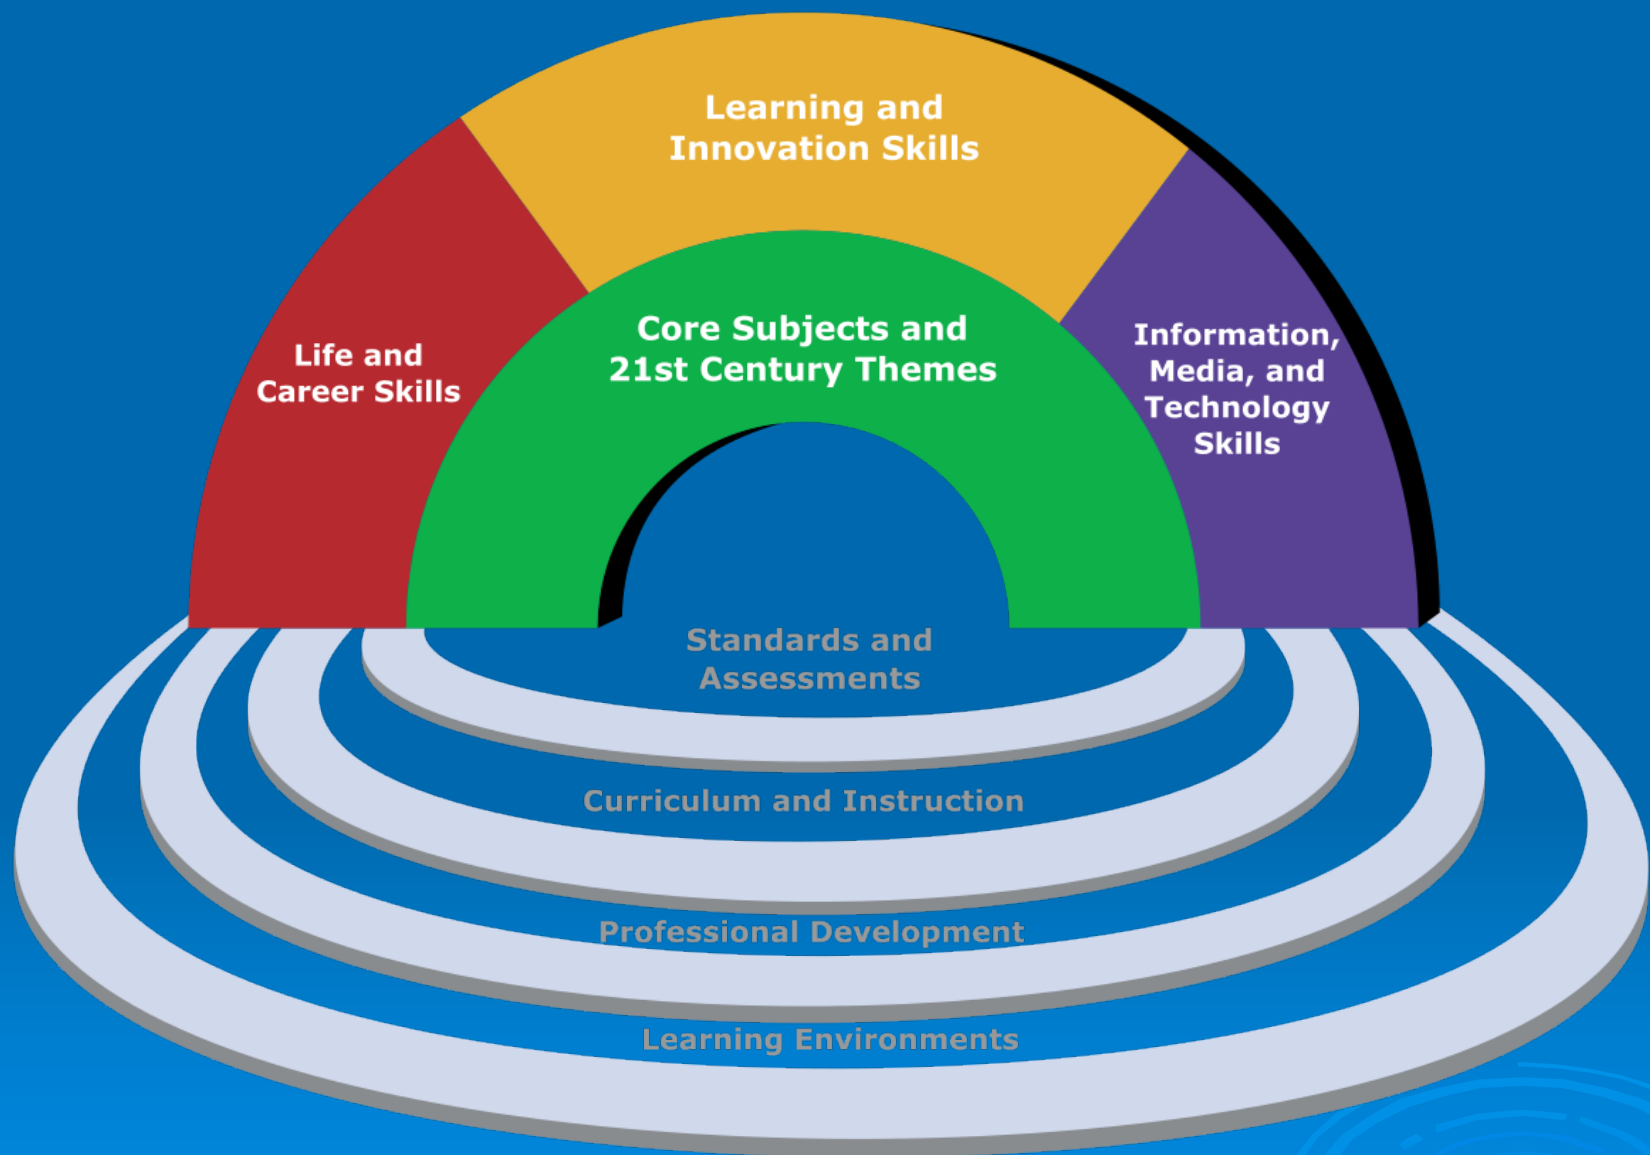 Learning and
Innovation Skills
Life and
Career Skills
Core Subjects and
21st Century Themes
Information,
Media, and
Technology
Skills
Standards and
Assessments
Curriculum and Instruction
Professional Development
Learning Environments